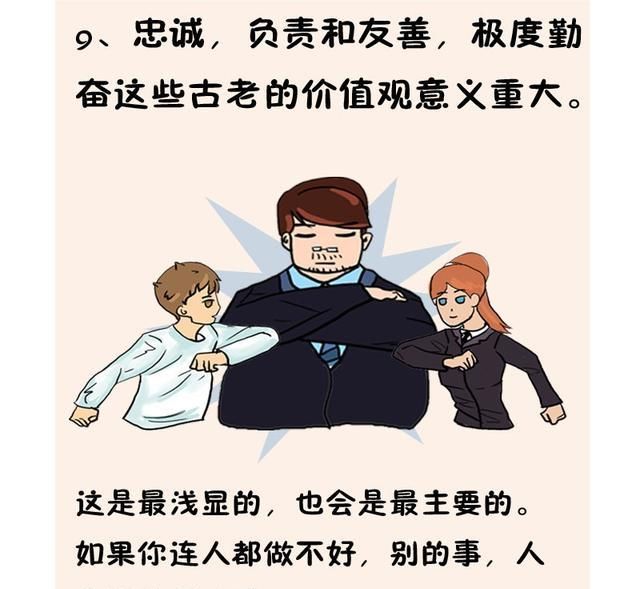 9、忠诚，负责和友善，极度勤
奋这些古老的价值观意义重大。
这是最浅显的，也会是最主要的。
如果你连人都做不好，别的事，人